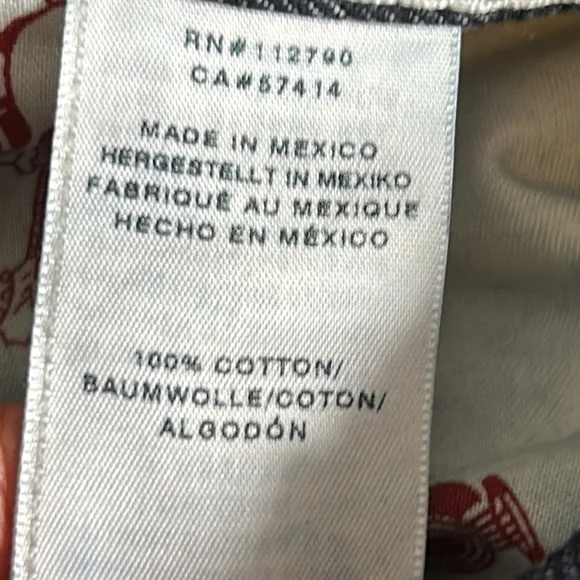 RN#112790
CA#57414
MADE IN MEXICO
HERGESTELLT IN MEXIKO
FABRIQUÉ AU MEXIQUE
HECHO EN MÉXICO
100% COTTON/
BAUMWOLLE/COTON/
ALGODÓN